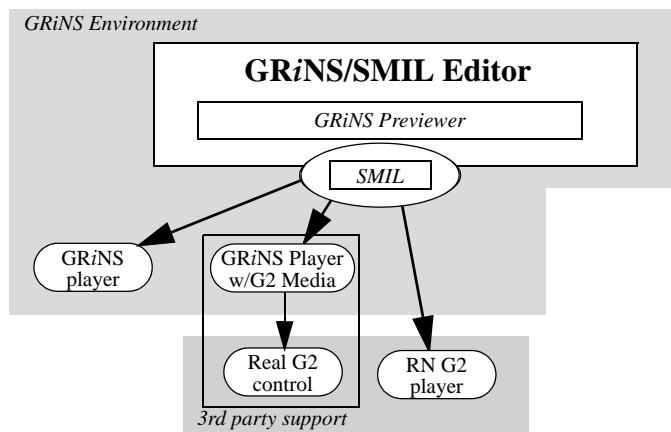 GRiNS Environment
GRiNS/SMIL Editor
GRiNS Previewer
SMIL
GRiNS
player
GRiNS Player
w/G2 Media
Real G2
control
RN G2
player
3rd party support